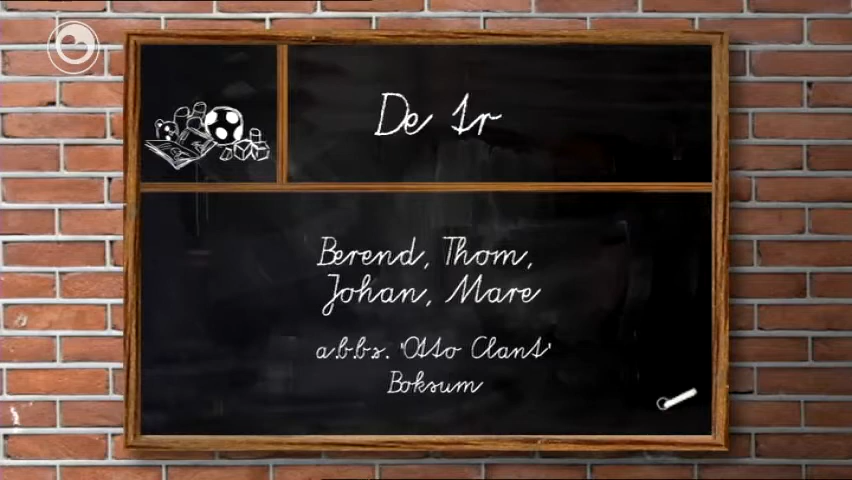 De 1r
Berend, Thom,
Johan, Mare
a.b.b.s. 'Otto Clant'
Boksum